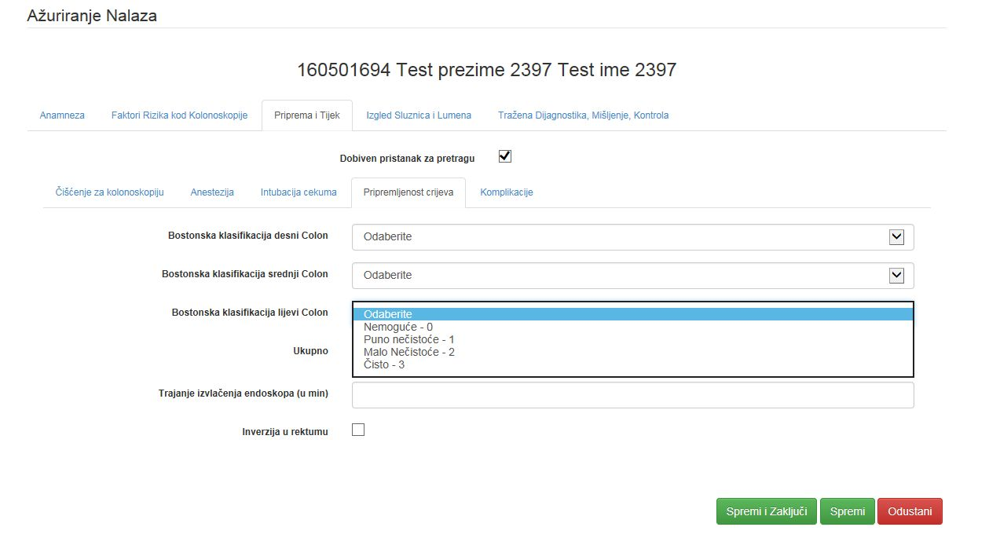 Ažuriranje Nalaza
160501694 Test prezime 2397 Test ime 2397
Anamneza Faktori Rizika kod Kolonoskopije Priprema i Tijek Izgled Sluznica i Lumena Tražena Dijagnostika, Mišljenje, Kontrola
Dobiven pristanak za pretragu
Čišćenje za kolonoskopiju Anestezija Intubacija cekuma Pripremljenost crijeva Komplikacije
Bostonska klasifikacija desni Colon Odaberite
Bostonska klasifikacija srednji Colon Odaberite
Bostonska klasifikacija lijevi Colon Odaberite
Nemoguće - 0
Puno nečistoće - 1
Ukupno Malo Nečistoće - 2
Čisto - 3
Trajanje izvlačenja endoskopa (u min)
Inverzija u rektumu
Spremi i Zaključi Spremi Odustani